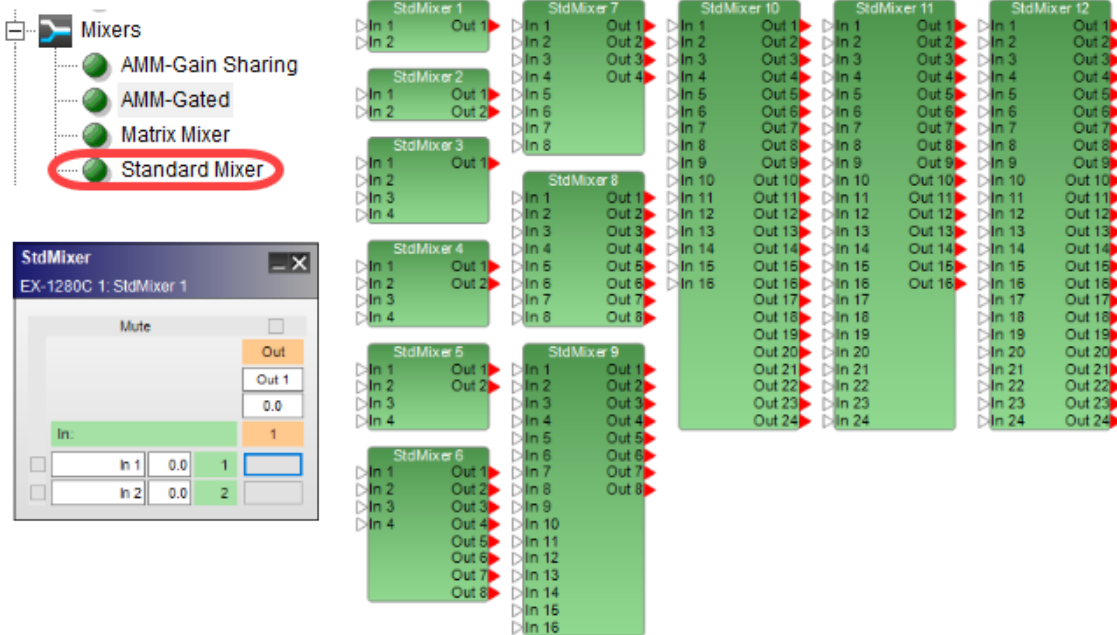 Mixers
AMM-Gain Sharing
AMM-Gated
Matrix Mixer
Standard Mixer
StdMixer
EX-1280C 1: StdMixer 1
Mute
Out
Out 1
0.0
In: 1
In 1 0.0 1
In 2 0.0 2
StdMixer 1
In 1 Out 1
In 2
StdMixer 2
In 1 Out 1
In 2 Out 2
StdMixer 3
In 1 Out 1
In 2
In 3
In 4
StdMixer 4
In 1 Out 1
In 2 Out 2
In 3
In 4
StdMixer 5
In 1 Out 1
In 2 Out 2
In 3
In 4
StdMixer 6
In 1 Out 1
In 2 Out 2
In 3 Out 3
In 4 Out 4
Out 5
Out 6
Out 7
Out 8
StdMixer 7
In 1 Out 1
In 2 Out 2
In 3 Out 3
In 4 Out 4
In 5
In 6
In 7
In 8
StdMixer 8
In 1 Out 1
In 2 Out 2
In 3 Out 3
In 4 Out 4
In 5 Out 5
In 6 Out 6
In 7 Out 7
In 8 Out 8
StdMixer 9
In 1 Out 1
In 2 Out 2
In 3 Out 3
In 4 Out 4
In 5 Out 5
In 6 Out 6
In 7 Out 7
In 8 Out 8
In 9
In 10
In 11
In 12
In 13
In 14
In 15
In 16
StdMixer 10
In 1 Out 1
In 2 Out 2
In 3 Out 3
In 4 Out 4
In 5 Out 5
In 6 Out 6
In 7 Out 7
In 8 Out 8
In 9 Out 9
In 10 Out 10
In 11 Out 11
In 12 Out 12
In 13 Out 13
In 14 Out 14
In 15 Out 15
In 16 Out 16
Out 17
Out 18
Out 19
Out 20
Out 21
Out 22
Out 23
Out 24
StdMixer 11
In 1 Out 1
In 2 Out 2
In 3 Out 3
In 4 Out 4
In 5 Out 5
In 6 Out 6
In 7 Out 7
In 8 Out 8
In 9 Out 9
In 10 Out 10
In 11 Out 11
In 12 Out 12
In 13 Out 13
In 14 Out 14
In 15 Out 15
In 16 Out 16
In 17
In 18
In 19
In 20
In 21
In 22
In 23
In 24
StdMixer 12
In 1 Out 1
In 2 Out 2
In 3 Out 3
In 4 Out 4
In 5 Out 5
In 6 Out 6
In 7 Out 7
In 8 Out 8
In 9 Out 9
In 10 Out 10
In 11 Out 11
In 12 Out 12
In 13 Out 13
In 14 Out 14
In 15 Out 15
In 16 Out 16
In 17 Out 17
In 18 Out 18
In 19 Out 19
In 20 Out 20
In 21 Out 21
In 22 Out 22
In 23 Out 23
In 24 Out 24